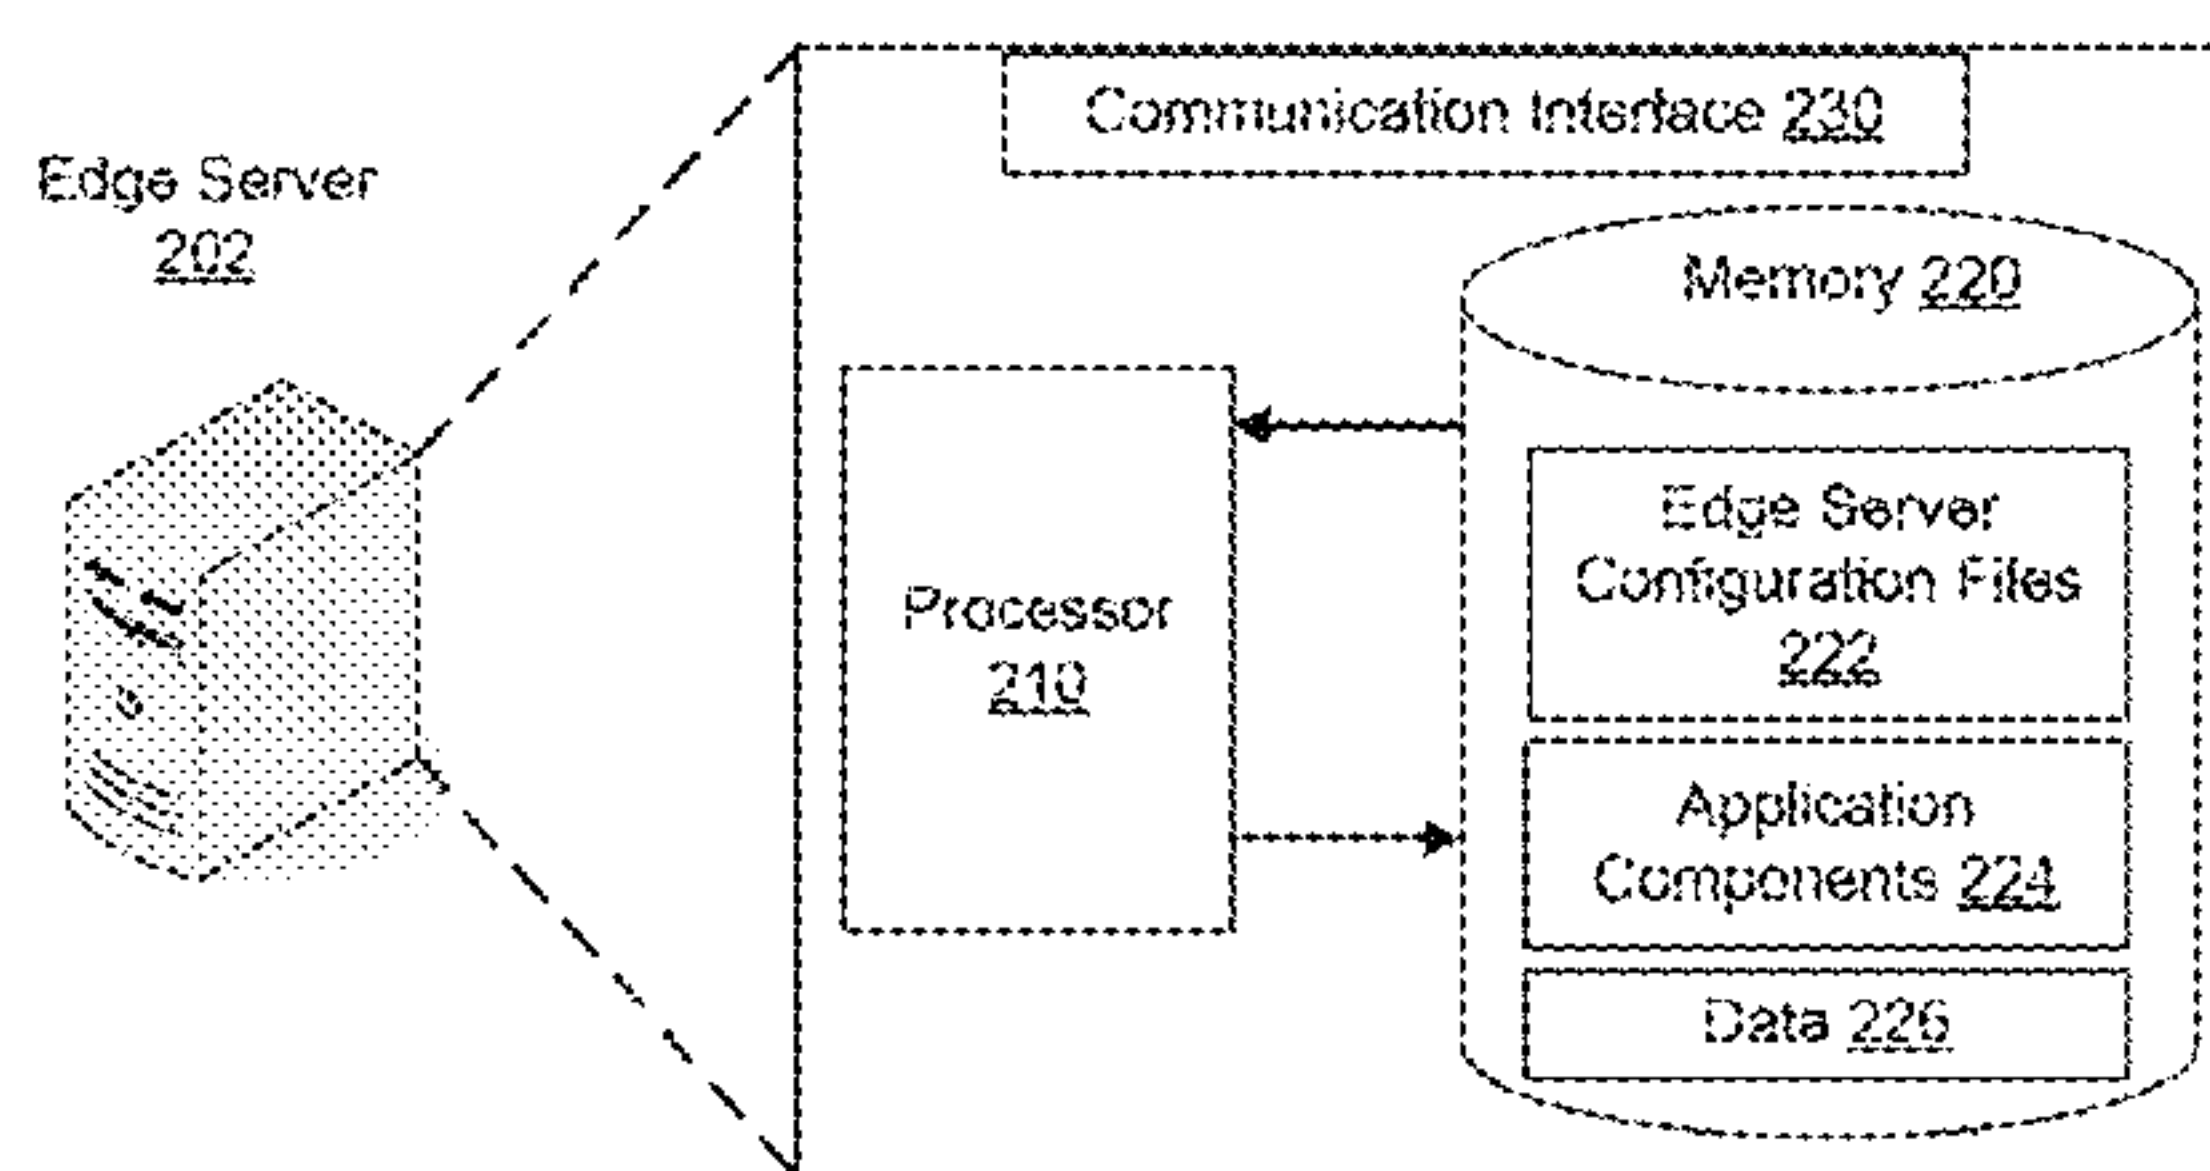 Communication Interface 230
Edge Server
202
Memory 220
Processor
210
Edge Server
Configuration Files
222
Application
Components 224
Data 226